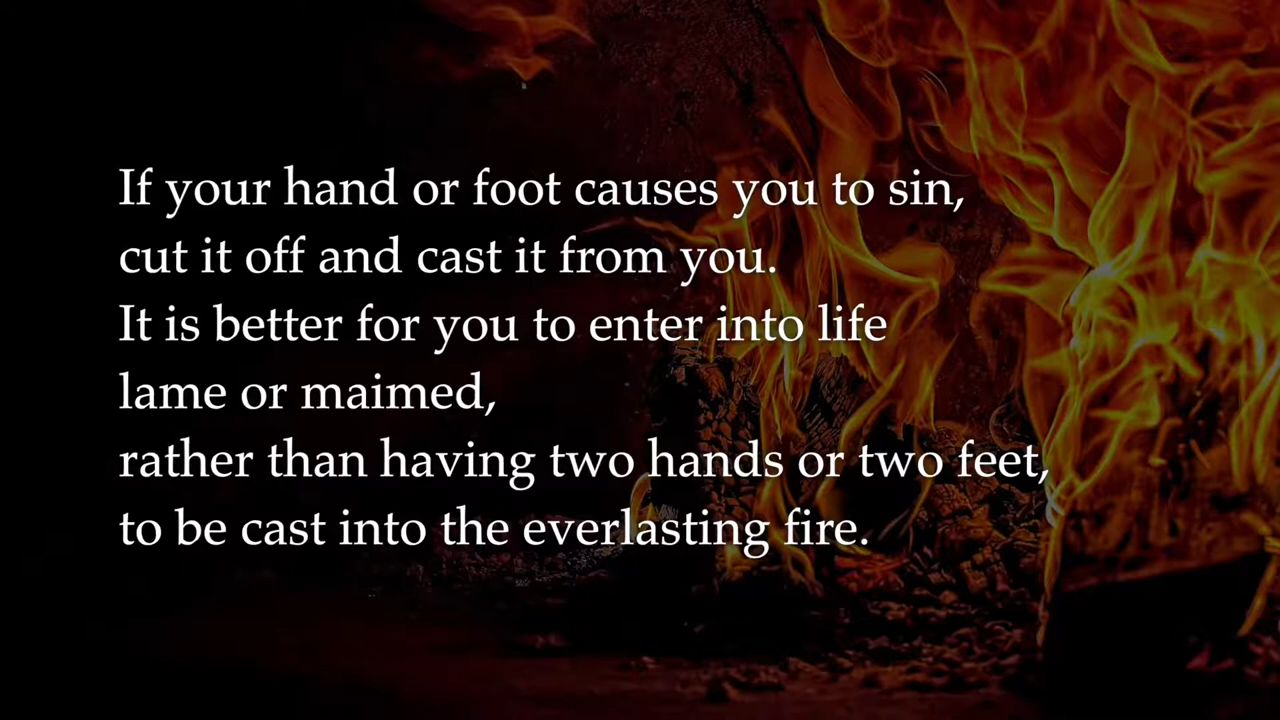 If your hand or foot causes you to sin,
cut it off and cast it from you.
It is better for you to enter into life
lame or maimed,
rather than having two hands or two feet,
to be cast into the everlasting fire.